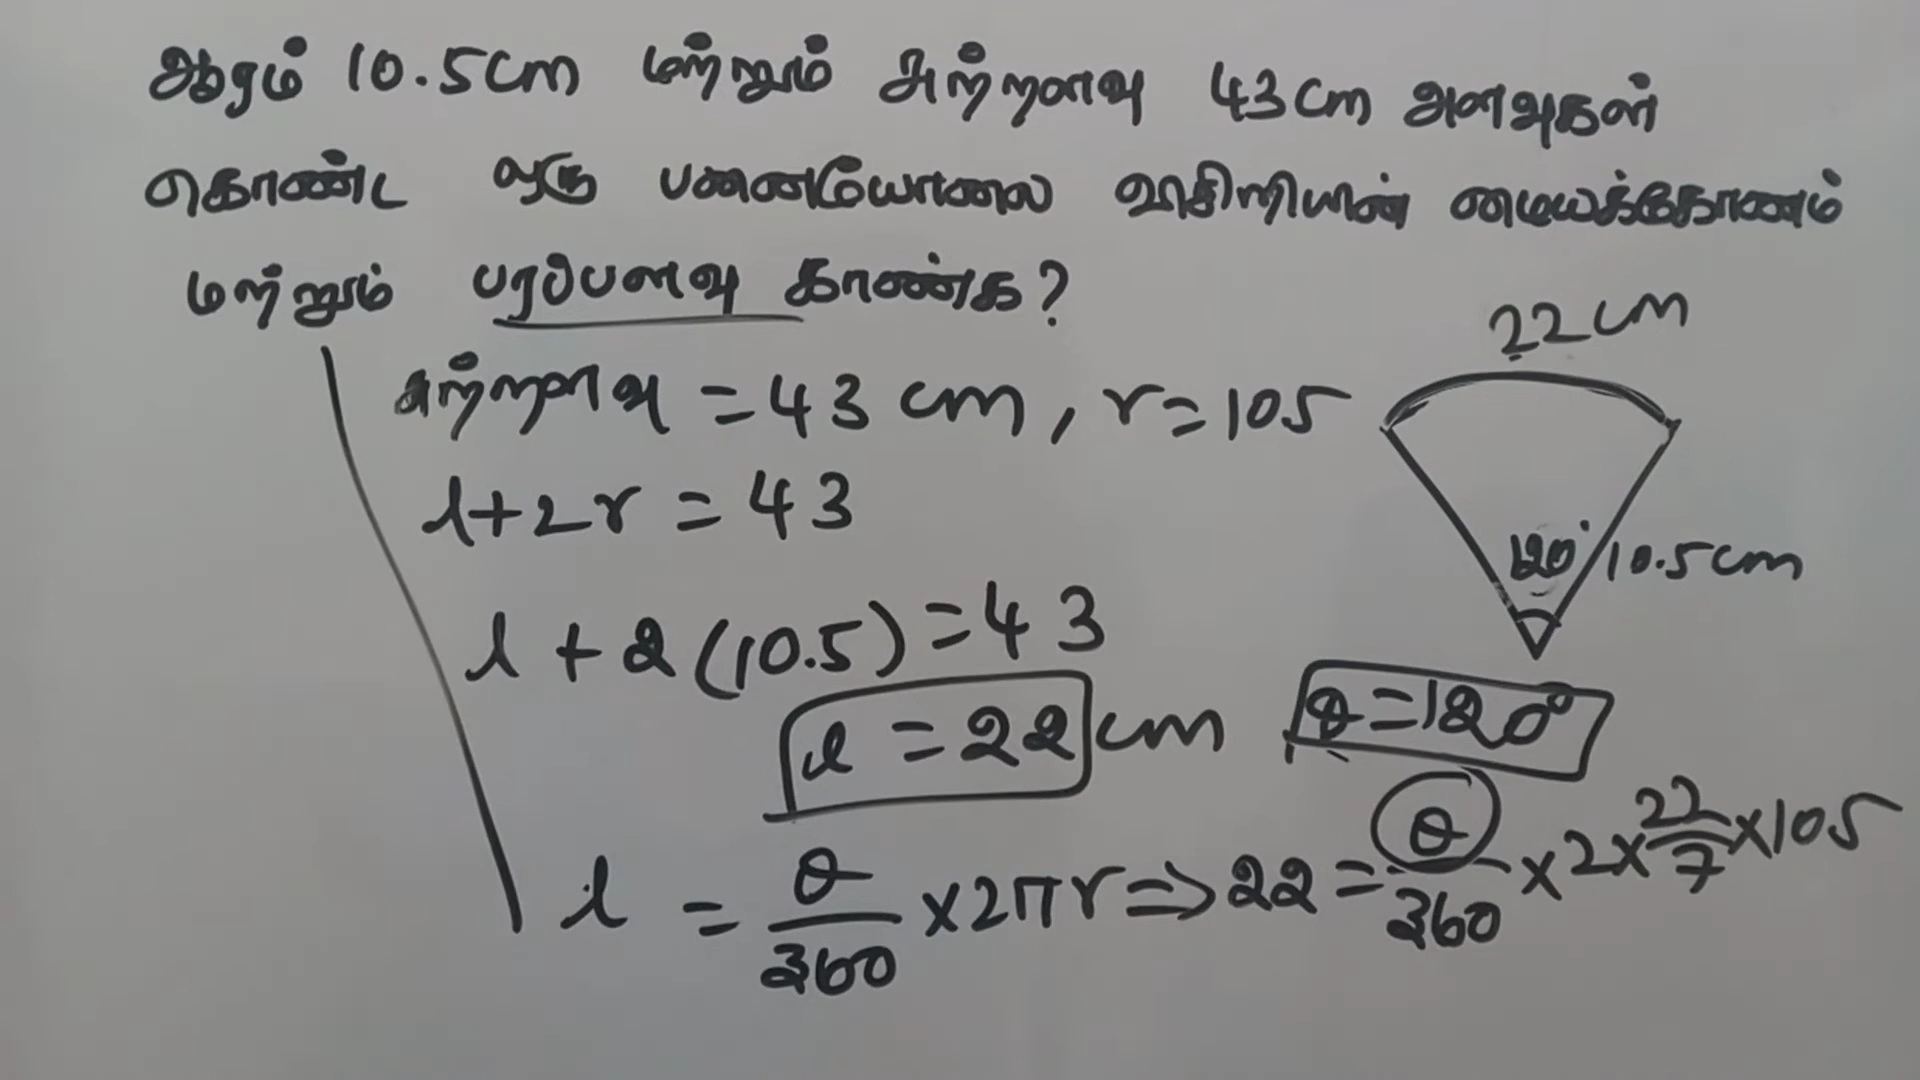 ஆரம் 10.5cm மற்றும் சுற்றளவு 43cm அளவுகள்
கொண்ட ஒரு பனையோலை விசிறியின் மையக்கோணம்
மற்றும் பரப்பளவு காண்க?
22cm
சுற்றளவு = 43 cm, r = 105
l+2r = 43
120° 10.5cm
l + 2 (10.5) = 43
l = 22 cm
θ = 120°
l = θ/360 ×2πr ⇒ 22 = θ/360 ×2×22/7×105